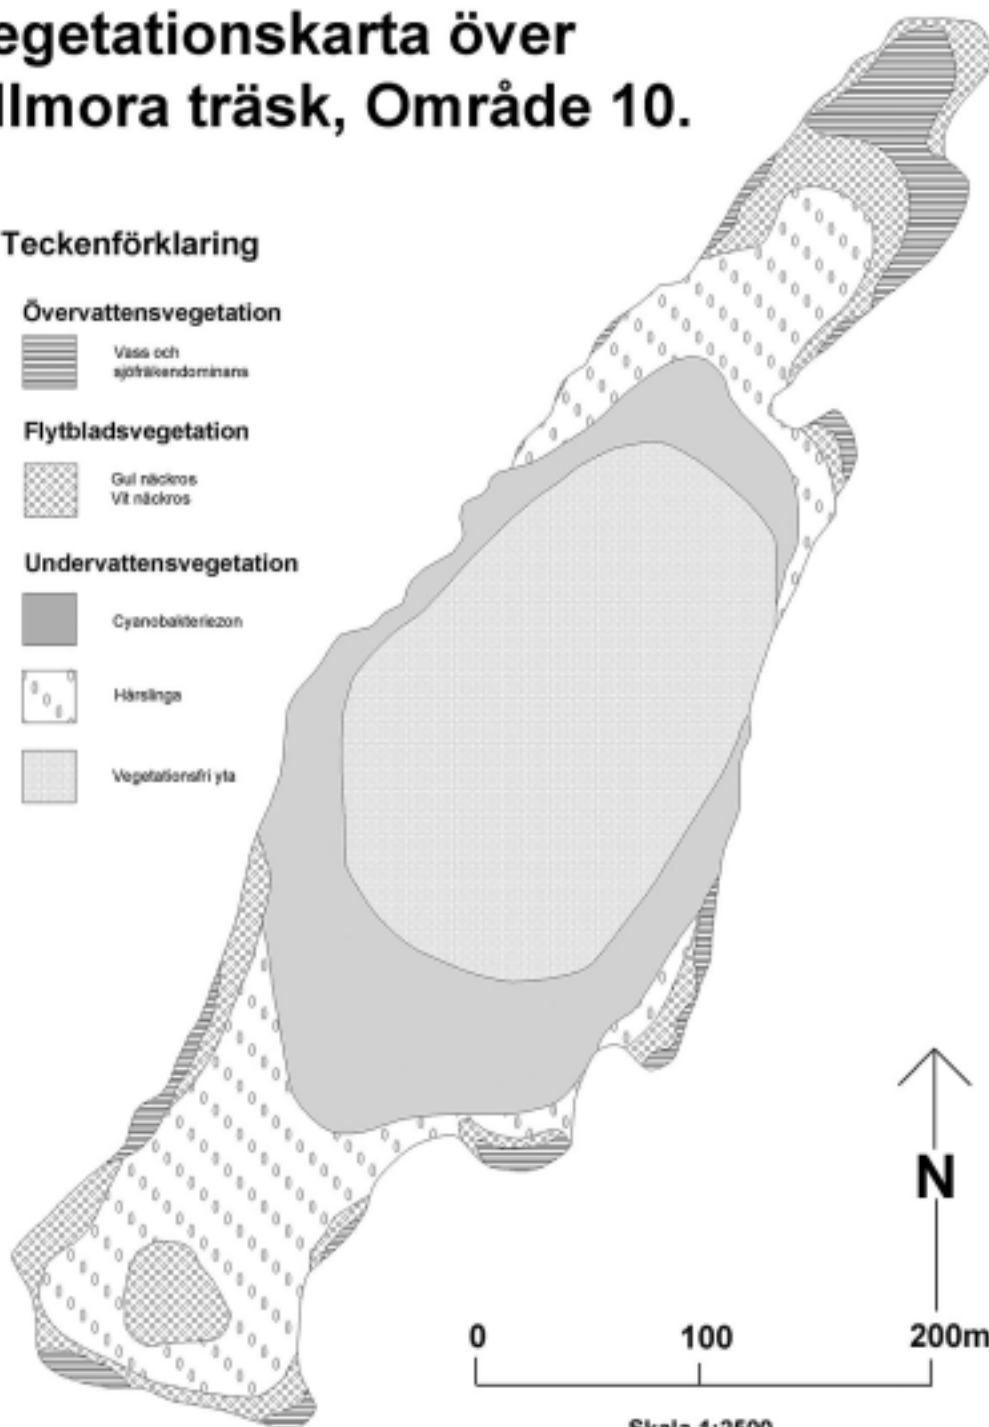 egetationskarta över
llmora träsk, Område 10.
Teckenförklaring
Övervattensvegetation
Vass och
sjöfräkendominans
Flytbladsvegetation
Gul näckros
Vit näckros
Undervattensvegetation
Cyanobakteriezon
Hårslinga
Vegetationsfri yta
N
0 100 200m